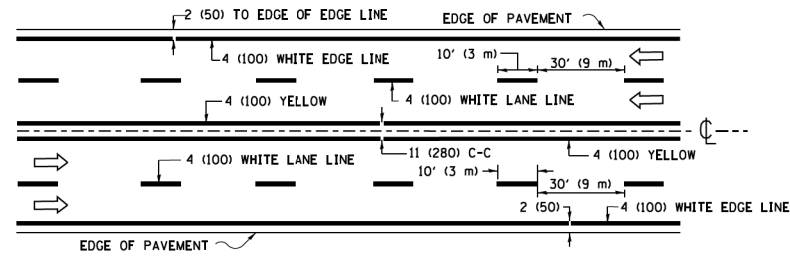 2 (50) TO EDGE OF EDGE LINE
EDGE OF PAVEMENT
4 (100) WHITE EDGE LINE
10' (3 m)
30' (9 m)
4 (100) YELLOW
4 (100) WHITE LANE LINE
℄
4 (100) WHITE LANE LINE
11 (280) C-C
4 (100) YELLOW
10' (3 m)
30' (9 m)
2 (50)
4 (100) WHITE EDGE LINE
EDGE OF PAVEMENT